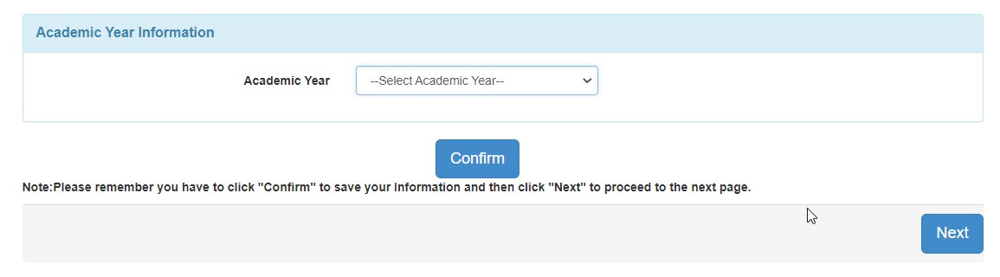 Academic Year Information
Academic Year --Select Academic Year--
Confirm
Note:Please remember you have to click "Confirm" to save your Information and then click "Next" to proceed to the next page.
Next